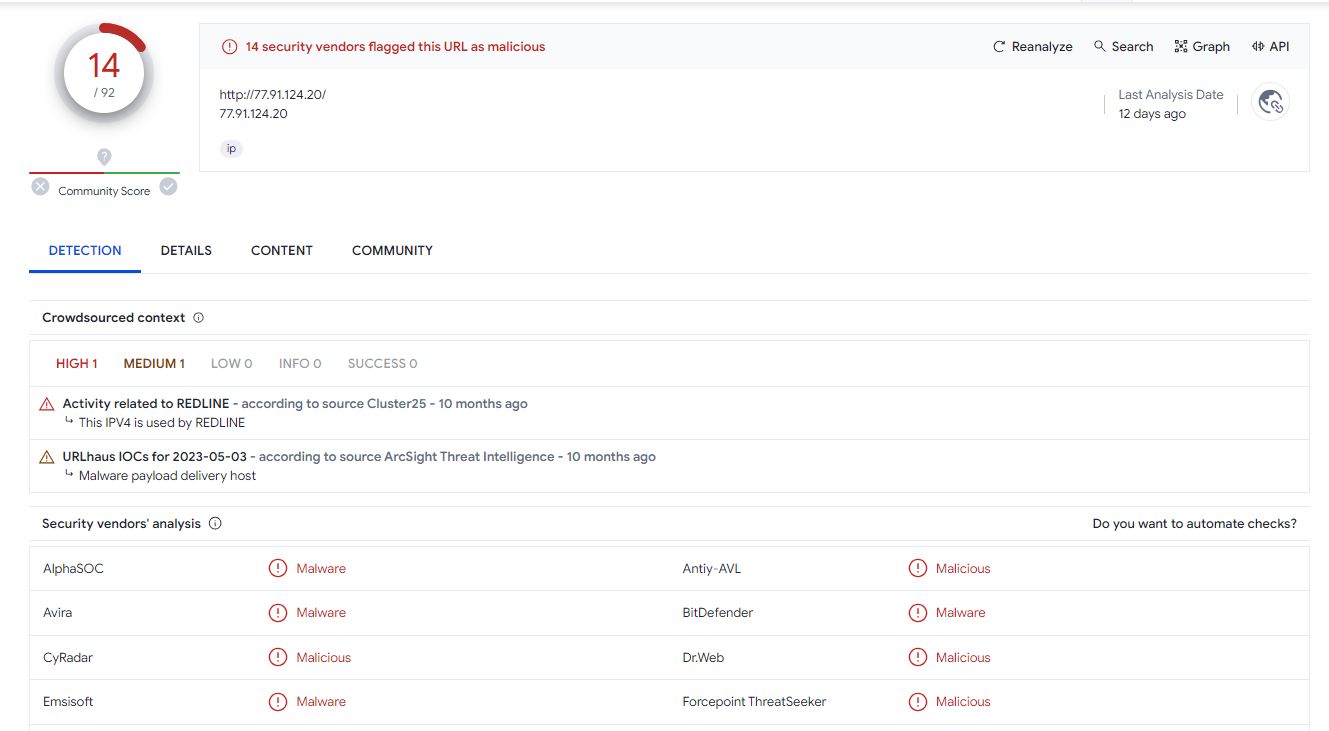 14
/ 92
Community Score
14 security vendors flagged this URL as malicious
Reanalyze Search Graph API
http://77.91.124.20/
77.91.124.20
ip
Last Analysis Date
12 days ago
DETECTION DETAILS CONTENT COMMUNITY
Crowdsourced context
HIGH 1 MEDIUM 1 LOW 0 INFO 0 SUCCESS 0
Activity related to REDLINE - according to source Cluster25 - 10 months ago
↳ This IPV4 is used by REDLINE
URLhaus IOCs for 2023-05-03 - according to source ArcSight Threat Intelligence - 10 months ago
↳ Malware payload delivery host
Security vendors' analysis Do you want to automate checks?
AlphaSOC Malware Antiy-AVL Malicious
Avira Malware BitDefender Malware
CyRadar Malicious Dr.Web Malicious
Emsisoft Malware Forcepoint ThreatSeeker Malicious